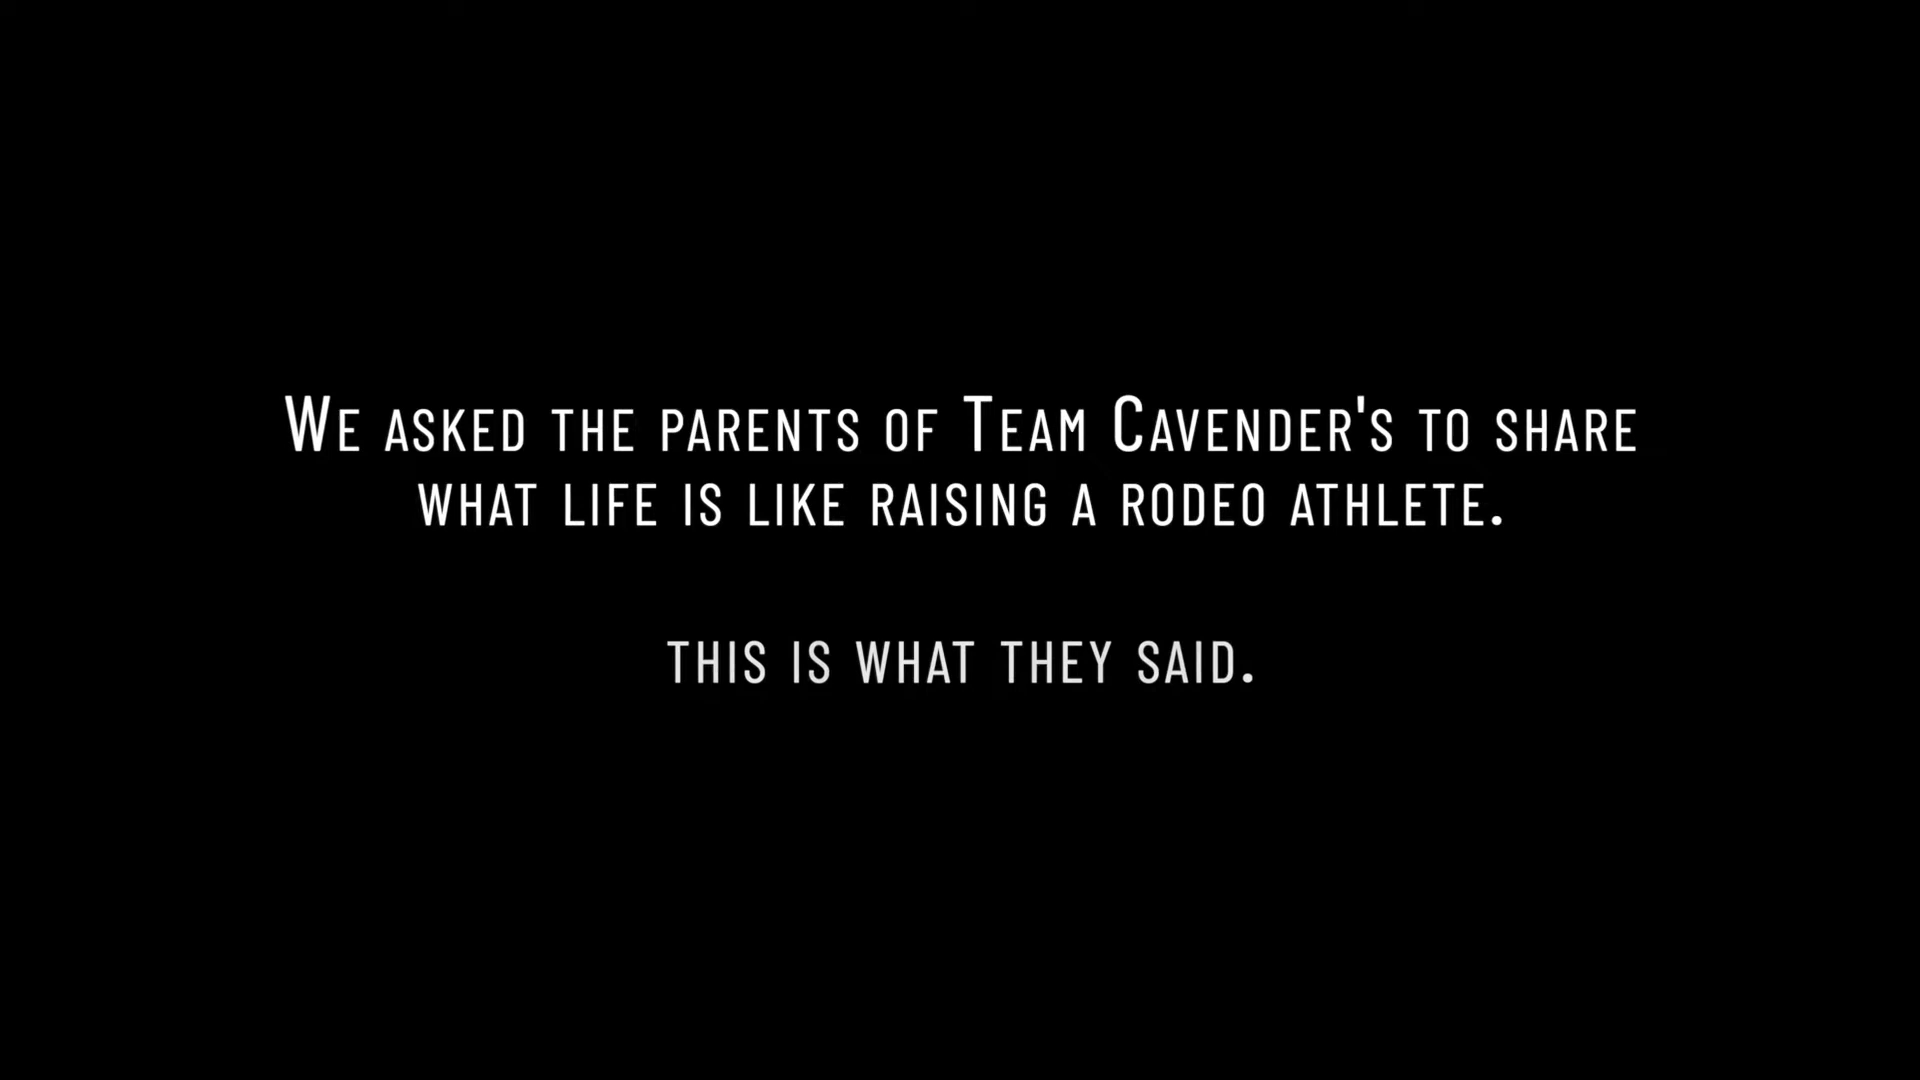 We asked the parents of Team Cavender's to share
what life is like raising a rodeo athlete.
this is what they said.